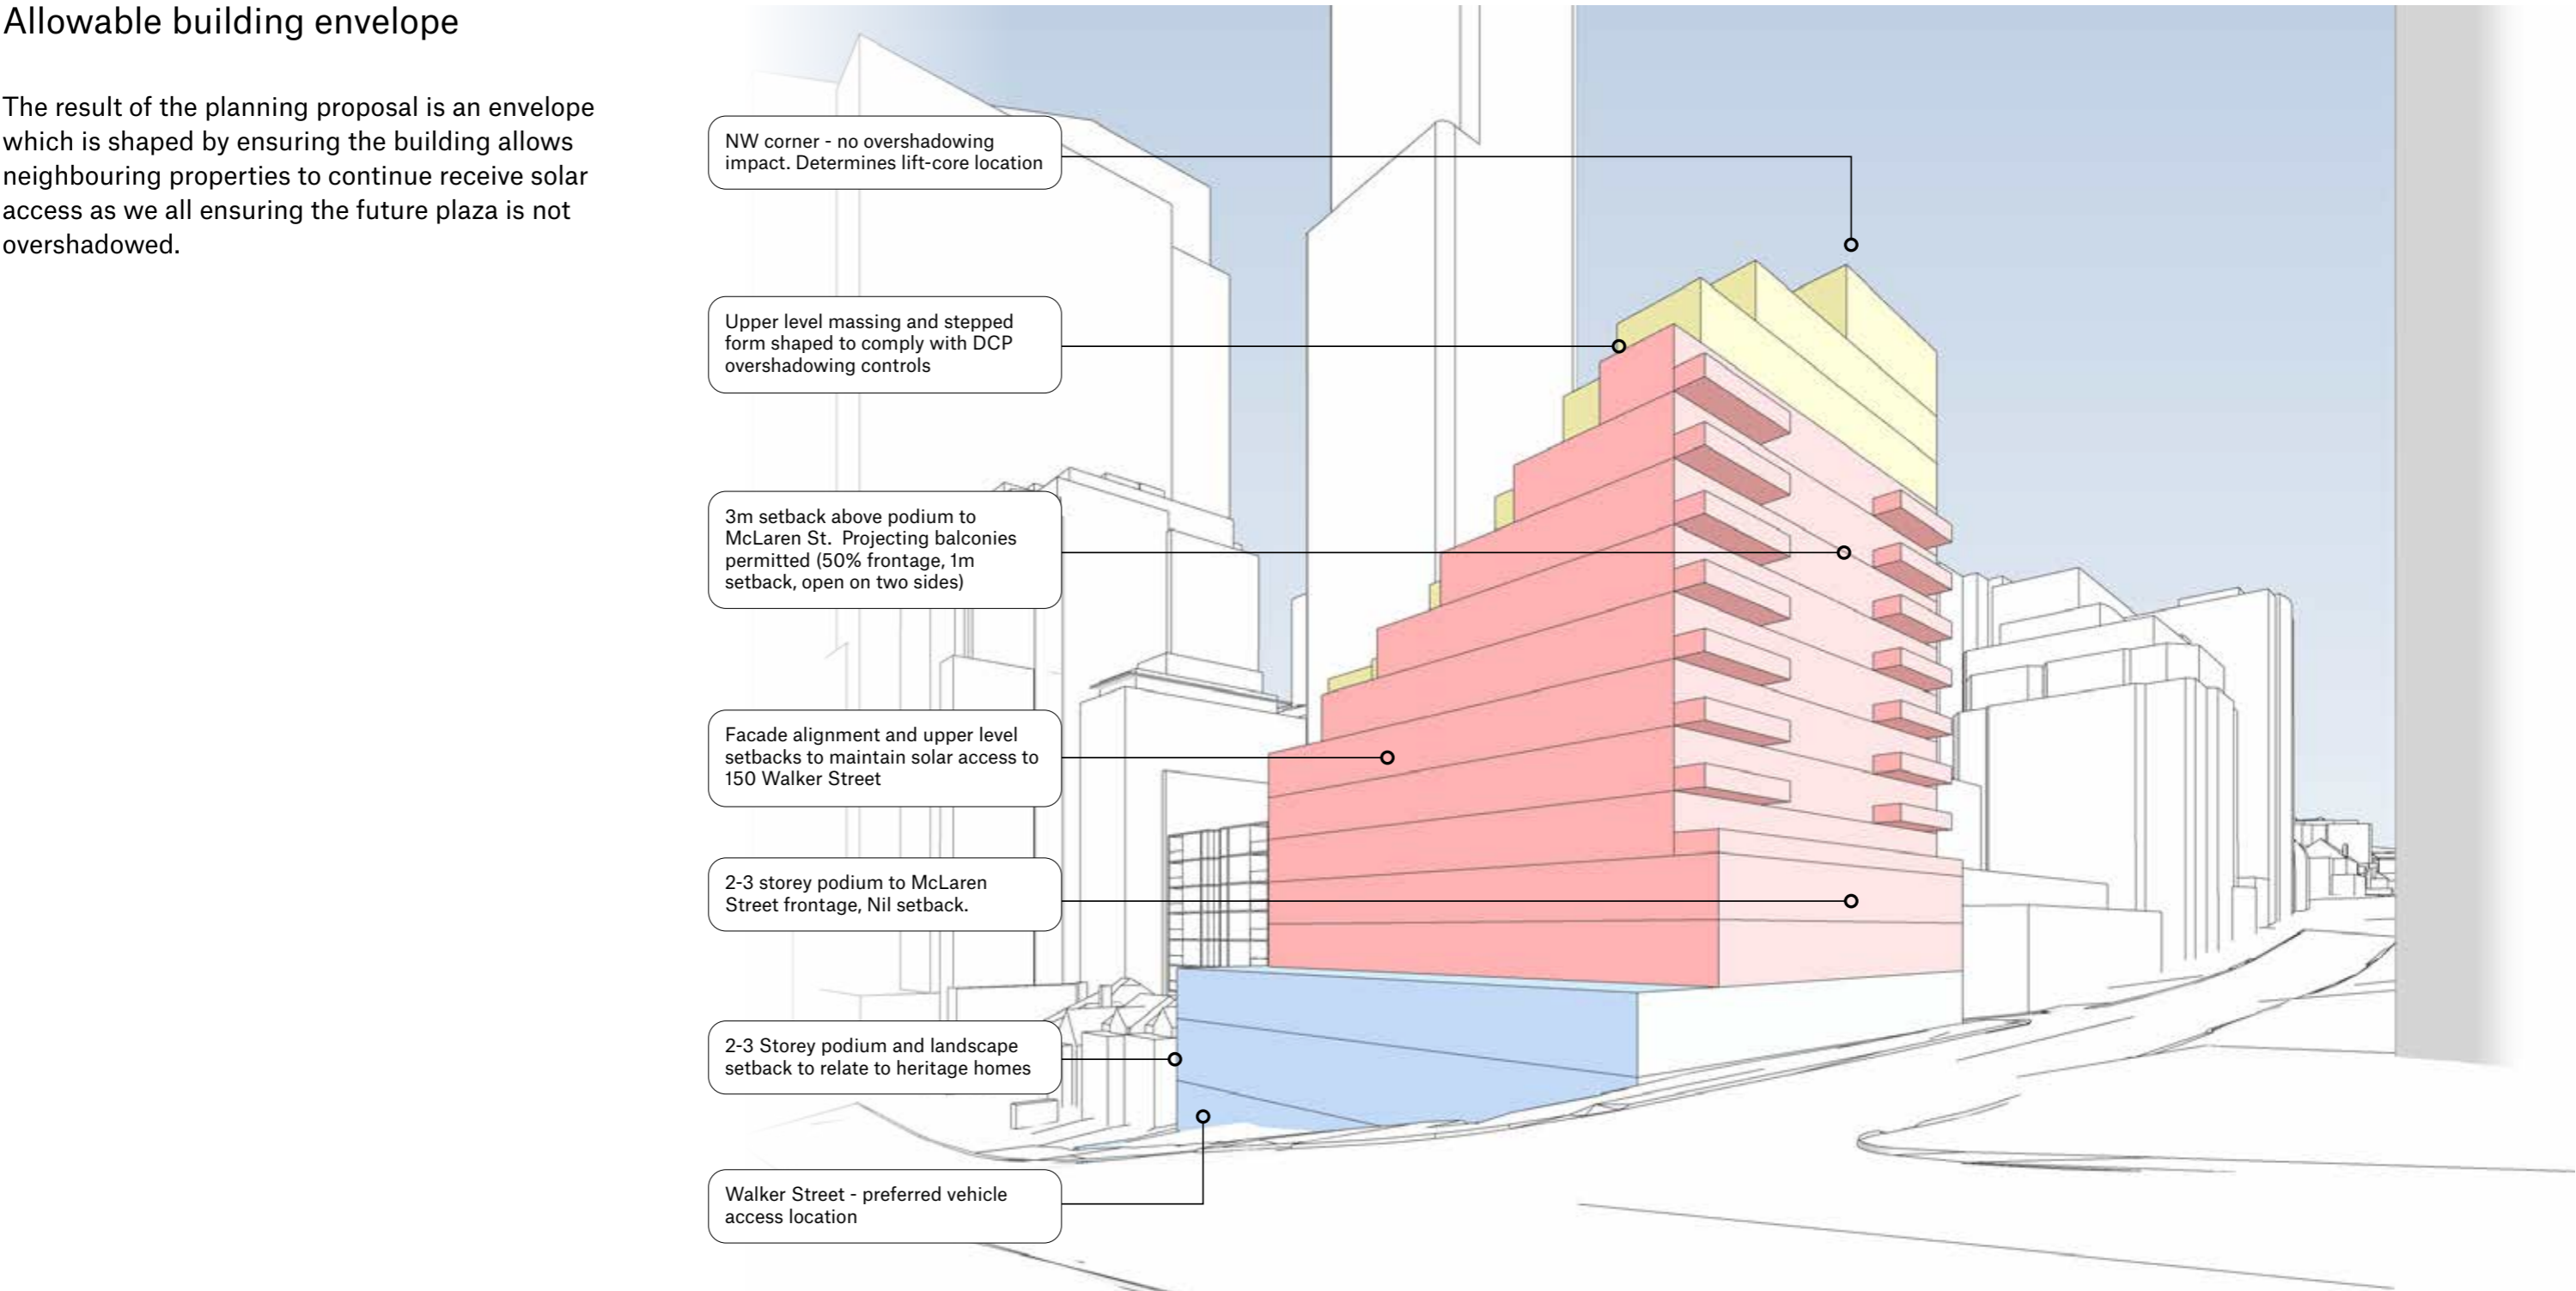 Allowable building envelope
The result of the planning proposal is an envelope
which is shaped by ensuring the building allows
neighbouring properties to continue receive solar
access as we all ensuring the future plaza is not
overshadowed.
NW corner - no overshadowing
impact. Determines lift-core location
Upper level massing and stepped
form shaped to comply with DCP
overshadowing controls
3m setback above podium to
McLaren St.  Projecting balconies
permitted (50% frontage, 1m
setback, open on two sides)
Facade alignment and upper level
setbacks to maintain solar access to
150 Walker Street
2-3 storey podium to McLaren
Street frontage, Nil setback.
2-3 Storey podium and landscape
setback to relate to heritage homes
Walker Street - preferred vehicle
access location